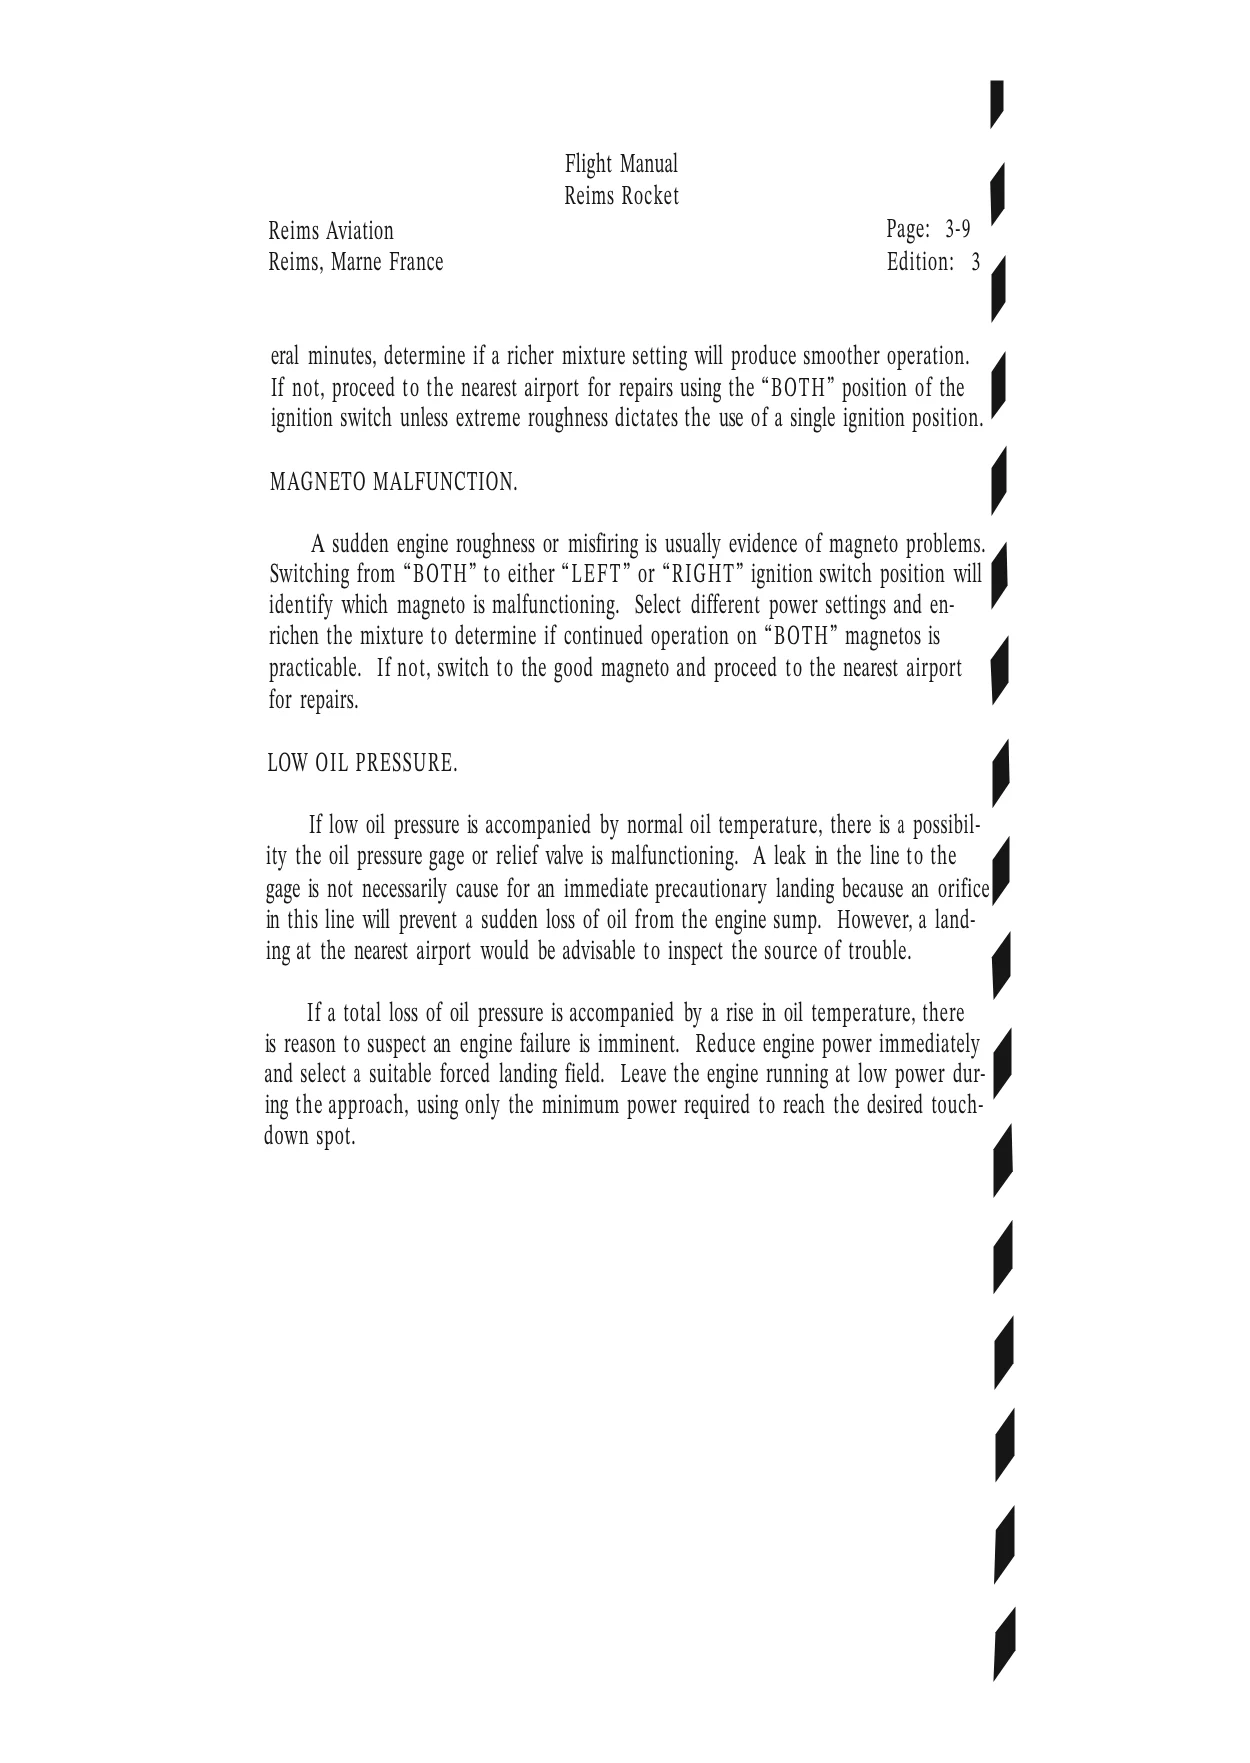 Flight Manual
Reims Rocket
Reims Aviation
Page: 3-9
Reims, Marne France
Edition: 3
eral minutes, determine if a richer mixture setting will produce smoother operation.
If not, proceed to the nearest airport for repairs using the “BOTH” position of the
ignition switch unless extreme roughness dictates the use of a single ignition position.
MAGNETO MALFUNCTION.
A sudden engine roughness or misfiring is usually evidence of magneto problems.
Switching from “BOTH” to either “LEFT” or “RIGHT” ignition switch position will
identify which magneto is malfunctioning. Select different power settings and en-
richen the mixture to determine if continued operation on “BOTH” magnetos is
practicable. If not, switch to the good magneto and proceed to the nearest airport
for repairs.
LOW OIL PRESSURE.
If low oil pressure is accompanied by normal oil temperature, there is a possibil-
ity the oil pressure gage or relief valve is malfunctioning. A leak in the line to the
gage is not necessarily cause for an immediate precautionary landing because an orifice
in this line will prevent a sudden loss of oil from the engine sump. However, a land-
ing at the nearest airport would be advisable to inspect the source of trouble.
If a total loss of oil pressure is accompanied by a rise in oil temperature, there
is reason to suspect an engine failure is imminent. Reduce engine power immediately
and select a suitable forced landing field. Leave the engine running at low power dur-
ing the approach, using only the minimum power required to reach the desired touch-
down spot.